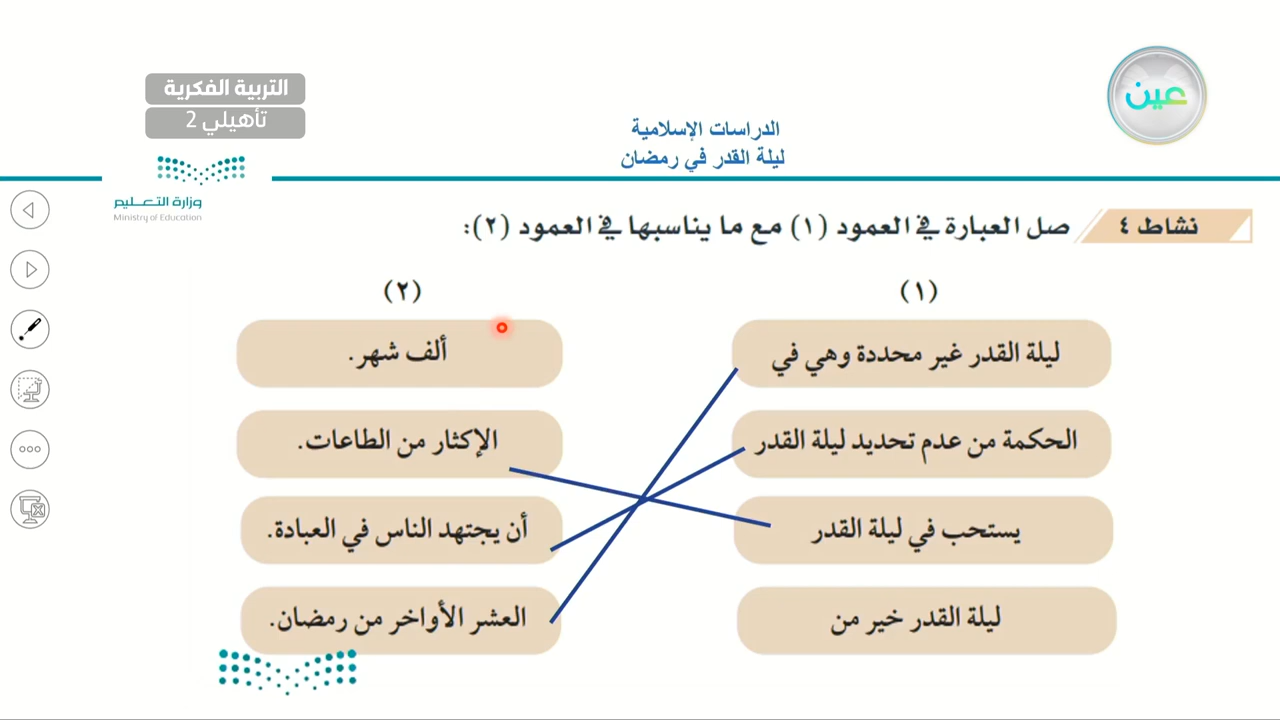 عين
التربية الفكرية
تأهيلي 2
الدراسات الإسلامية
ليلة القدر في رمضان
وزارة التعليم
Ministry of Education
نشاط ٤ صل العبارة في العمود (١) مع ما يناسبها في العمود (٢):
(١)
(٢)
ليلة القدر غير محددة وهي في
ألف شهر.
الحكمة من عدم تحديد ليلة القدر
الإكثار من الطاعات.
يستحب في ليلة القدر
أن يجتهد الناس في العبادة.
ليلة القدر خير من
العشر الأواخر من رمضان.